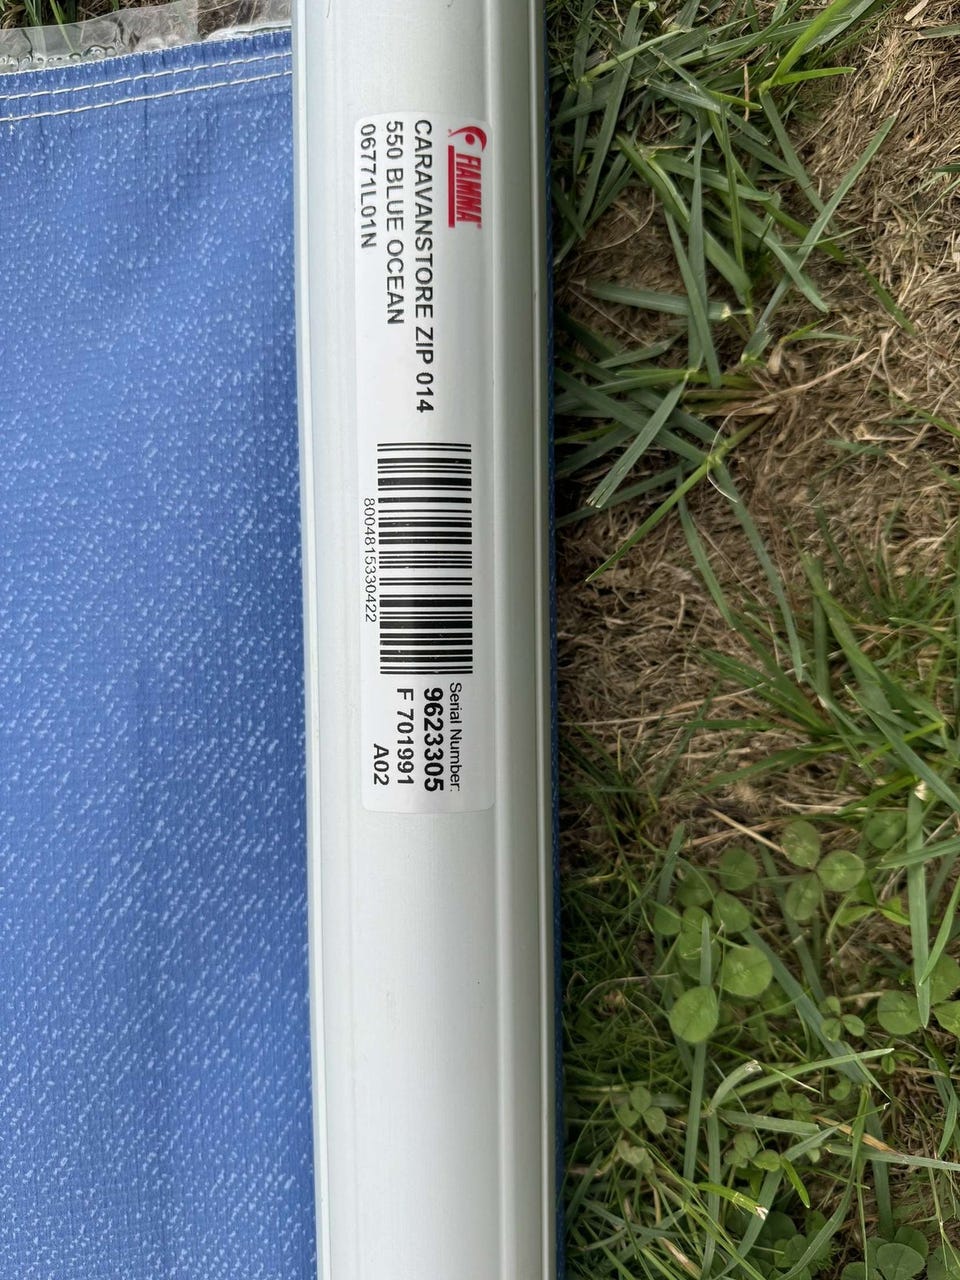 FIAMMA
CARAVANSTORE ZIP 014
550 BLUE OCEAN
06771L01N
8004815330422
Serial Number:
9623305
F 701991
A02